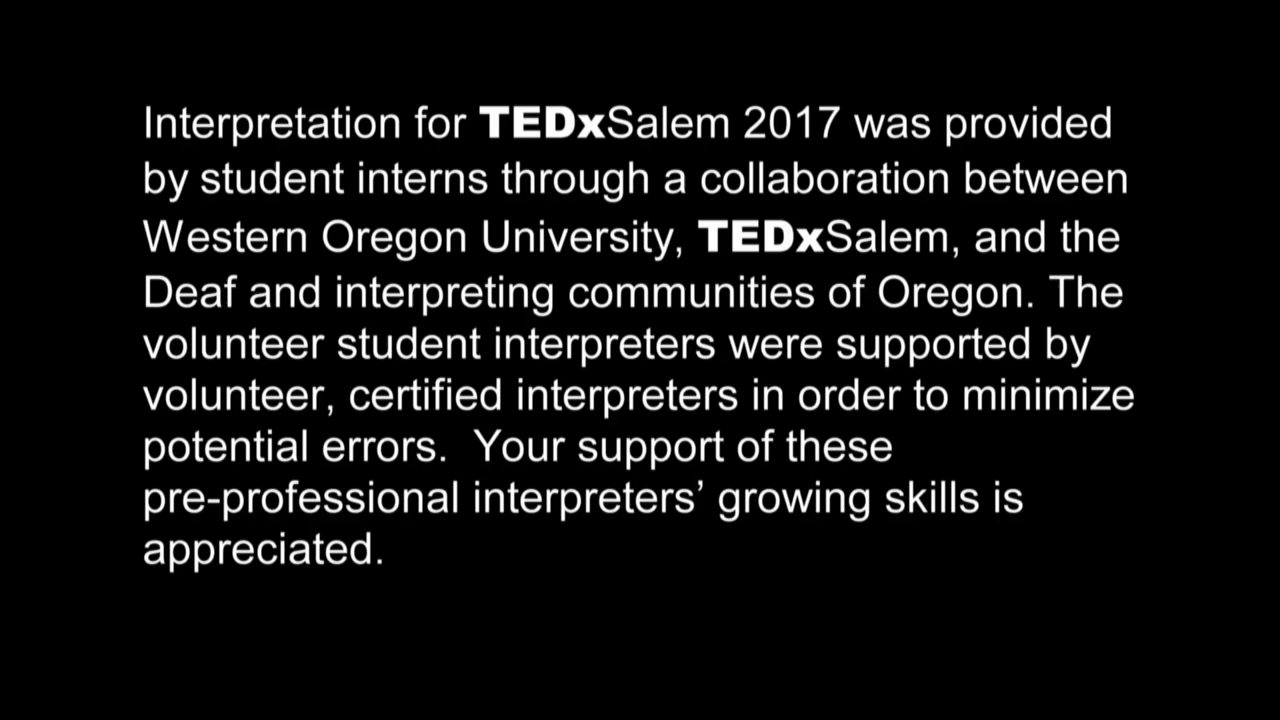 Interpretation for TEDxSalem 2017 was provided
by student interns through a collaboration between
Western Oregon University, TEDxSalem, and the
Deaf and interpreting communities of Oregon. The
volunteer student interpreters were supported by
volunteer, certified interpreters in order to minimize
potential errors.  Your support of these
pre-professional interpreters’ growing skills is
appreciated.